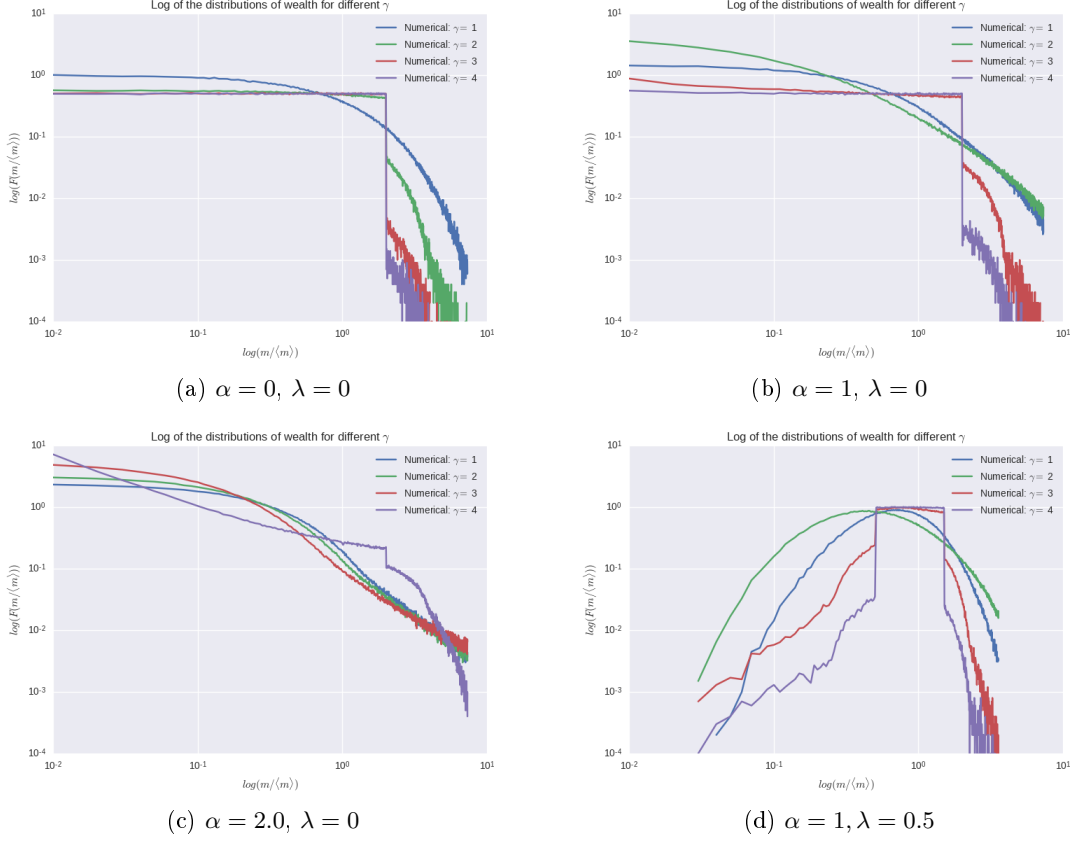 Log of the distributions of wealth for different γ
Numerical: γ = 1
Numerical: γ = 2
Numerical: γ = 3
Numerical: γ = 4
10^1
10^0
10^-1
10^-2
10^-3
10^-4
log(F(m/⟨m⟩))
10^-2
10^-1
10^0
10^1
log(m/⟨m⟩)
(a) α = 0, λ = 0
Log of the distributions of wealth for different γ
Numerical: γ = 1
Numerical: γ = 2
Numerical: γ = 3
Numerical: γ = 4
10^1
10^0
10^-1
10^-2
10^-3
10^-4
log(F(m/⟨m⟩))
10^-2
10^-1
10^0
10^1
log(m/⟨m⟩)
(b) α = 1, λ = 0
Log of the distributions of wealth for different γ
Numerical: γ = 1
Numerical: γ = 2
Numerical: γ = 3
Numerical: γ = 4
10^1
10^0
10^-1
10^-2
10^-3
10^-4
log(F(m/⟨m⟩))
10^-2
10^-1
10^0
10^1
log(m/⟨m⟩)
(c) α = 2.0, λ = 0
Log of the distributions of wealth for different γ
Numerical: γ = 1
Numerical: γ = 2
Numerical: γ = 3
Numerical: γ = 4
10^1
10^0
10^-1
10^-2
10^-3
10^-4
log(F(m/⟨m⟩))
10^-2
10^-1
10^0
10^1
log(m/⟨m⟩)
(d) α = 1, λ = 0.5